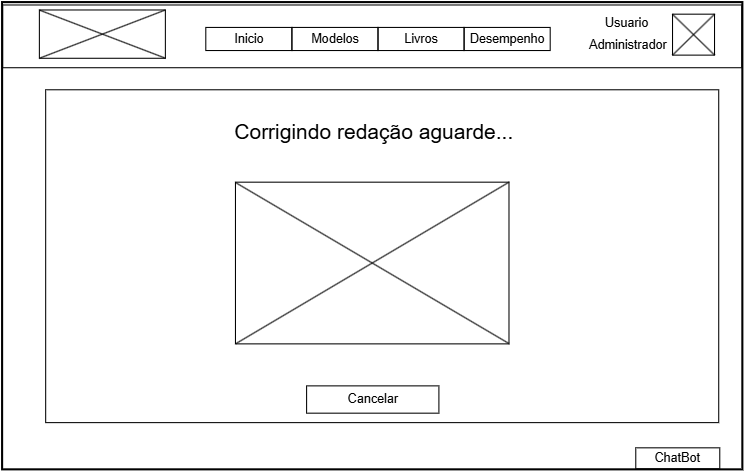 Inicio Modelos Livros Desempenho
Usuario
Administrador
Corrigindo redação aguarde...
Cancelar
ChatBot